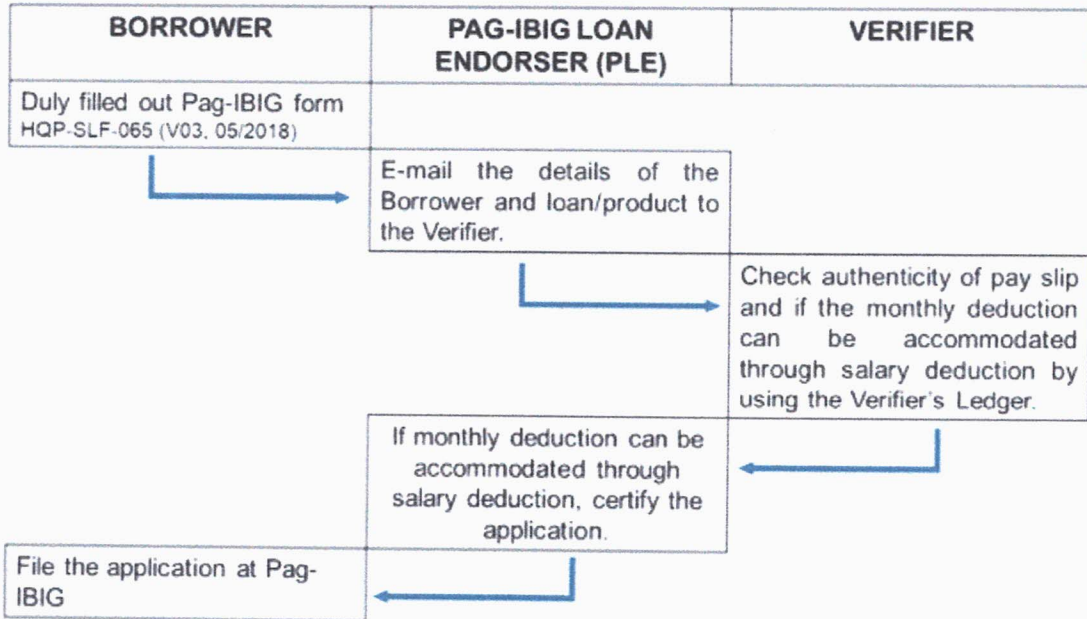 BORROWER
PAG-IBIG LOAN
ENDORSER (PLE)
VERIFIER
Duly filled out Pag-IBIG form
HQP-SLF-065 (V03, 05/2018)
E-mail the details of the
Borrower and loan/product to
the Verifier.
Check authenticity of pay slip
and if the monthly deduction
can be accommodated
through salary deduction by
using the Verifier's Ledger.
If monthly deduction can be
accommodated through
salary deduction, certify the
application.
File the application at Pag-
IBIG